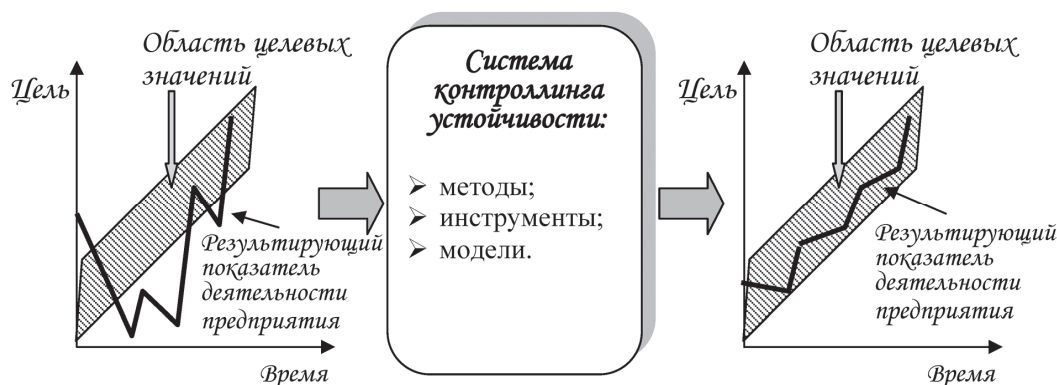 Область целевых
значений
Цель
Результирующий
показатель
деятельности
предприятия
Время
Система
контроллинга
устойчивости:
➢ методы;
➢ инструменты;
➢ модели.
Область целевых
значений
Цель
Результирующий
показатель
деятельности
предприятия
Время